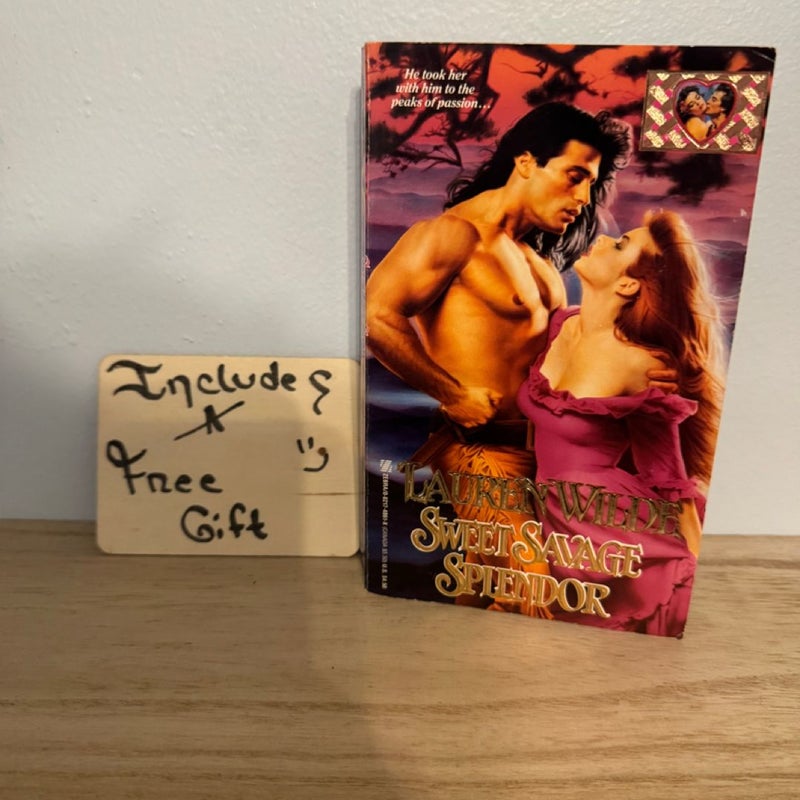 Includes
A
Free
Gift
He took her
with him to the
peaks of passion...
LAUREN WILDE
SWEET SAVAGE
SPLENDOR